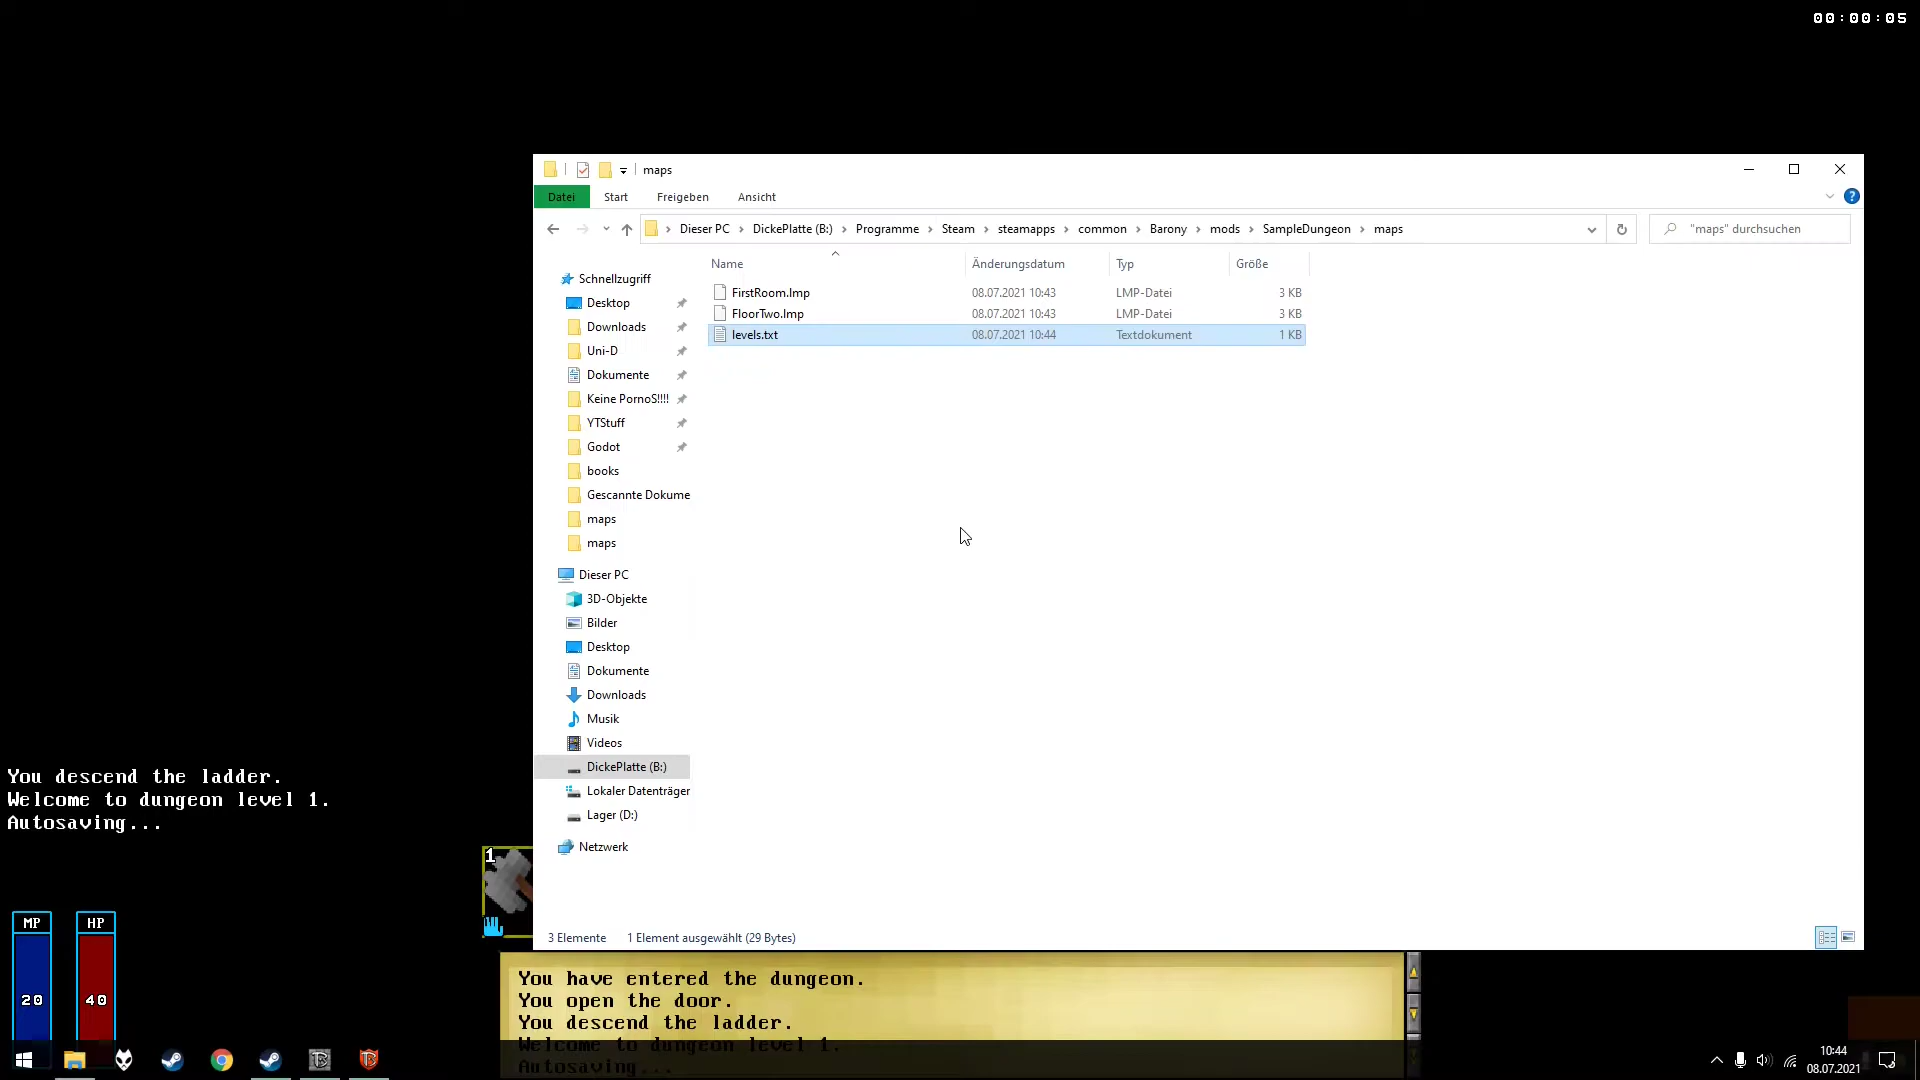 00:00:05
maps
Datei Start Freigeben Ansicht
Dieser PC DickePlatte (B:) Programme Steam steamapps common Barony mods SampleDungeon maps
"maps" durchsuchen
Name Änderungsdatum Typ Größe
FirstRoom.lmp 08.07.2021 10:43 LMP-Datei 3 KB
FloorTwo.lmp 08.07.2021 10:43 LMP-Datei 3 KB
levels.txt 08.07.2021 10:44 Textdokument 1 KB
Schnellzugriff
Desktop
Downloads
Uni-D
Dokumente
Keine PornoS!!!!
YTStuff
Godot
books
Gescannte Dokume
maps
maps
Dieser PC
3D-Objekte
Bilder
Desktop
Dokumente
Downloads
Musik
Videos
DickePlatte (B:)
Lokaler Datenträger
Lager (D:)
Netzwerk
3 Elemente 1 Element ausgewählt (29 Bytes)
You descend the ladder.
Welcome to dungeon level 1.
Autosaving...
1
MP HP
20 40
You have entered the dungeon.
You open the door.
You descend the ladder.
Welcome to dungeon level 1.
Autosaving...
10:44
08.07.2021